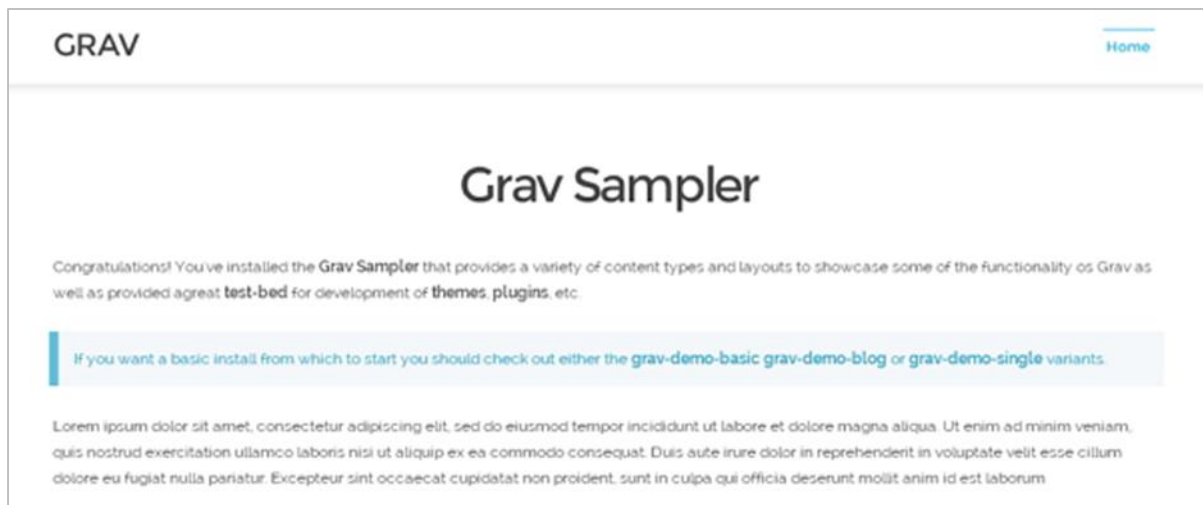 GRAV
Home
Grav Sampler
Congratulations! You've installed the Grav Sampler that provides a variety of content types and layouts to showcase some of the functionality os Grav as
well as provided agreat test-bed for development of themes, plugins, etc.
If you want a basic install from which to start you should check out either the grav-demo-basic grav-demo-blog or grav-demo-single variants.
Lorem ipsum dolor sit amet, consectetur adipiscing elit, sed do eiusmod tempor incididunt ut labore et dolore magna aliqua. Ut enim ad minim veniam,
quis nostrud exercitation ullamco laboris nisi ut aliquip ex ea commodo consequat. Duis aute irure dolor in reprehenderit in voluptate velit esse cillum
dolore eu fugiat nulla pariatur. Excepteur sint occaecat cupidatat non proident, sunt in culpa qui officia deserunt mollit anim id est laborum